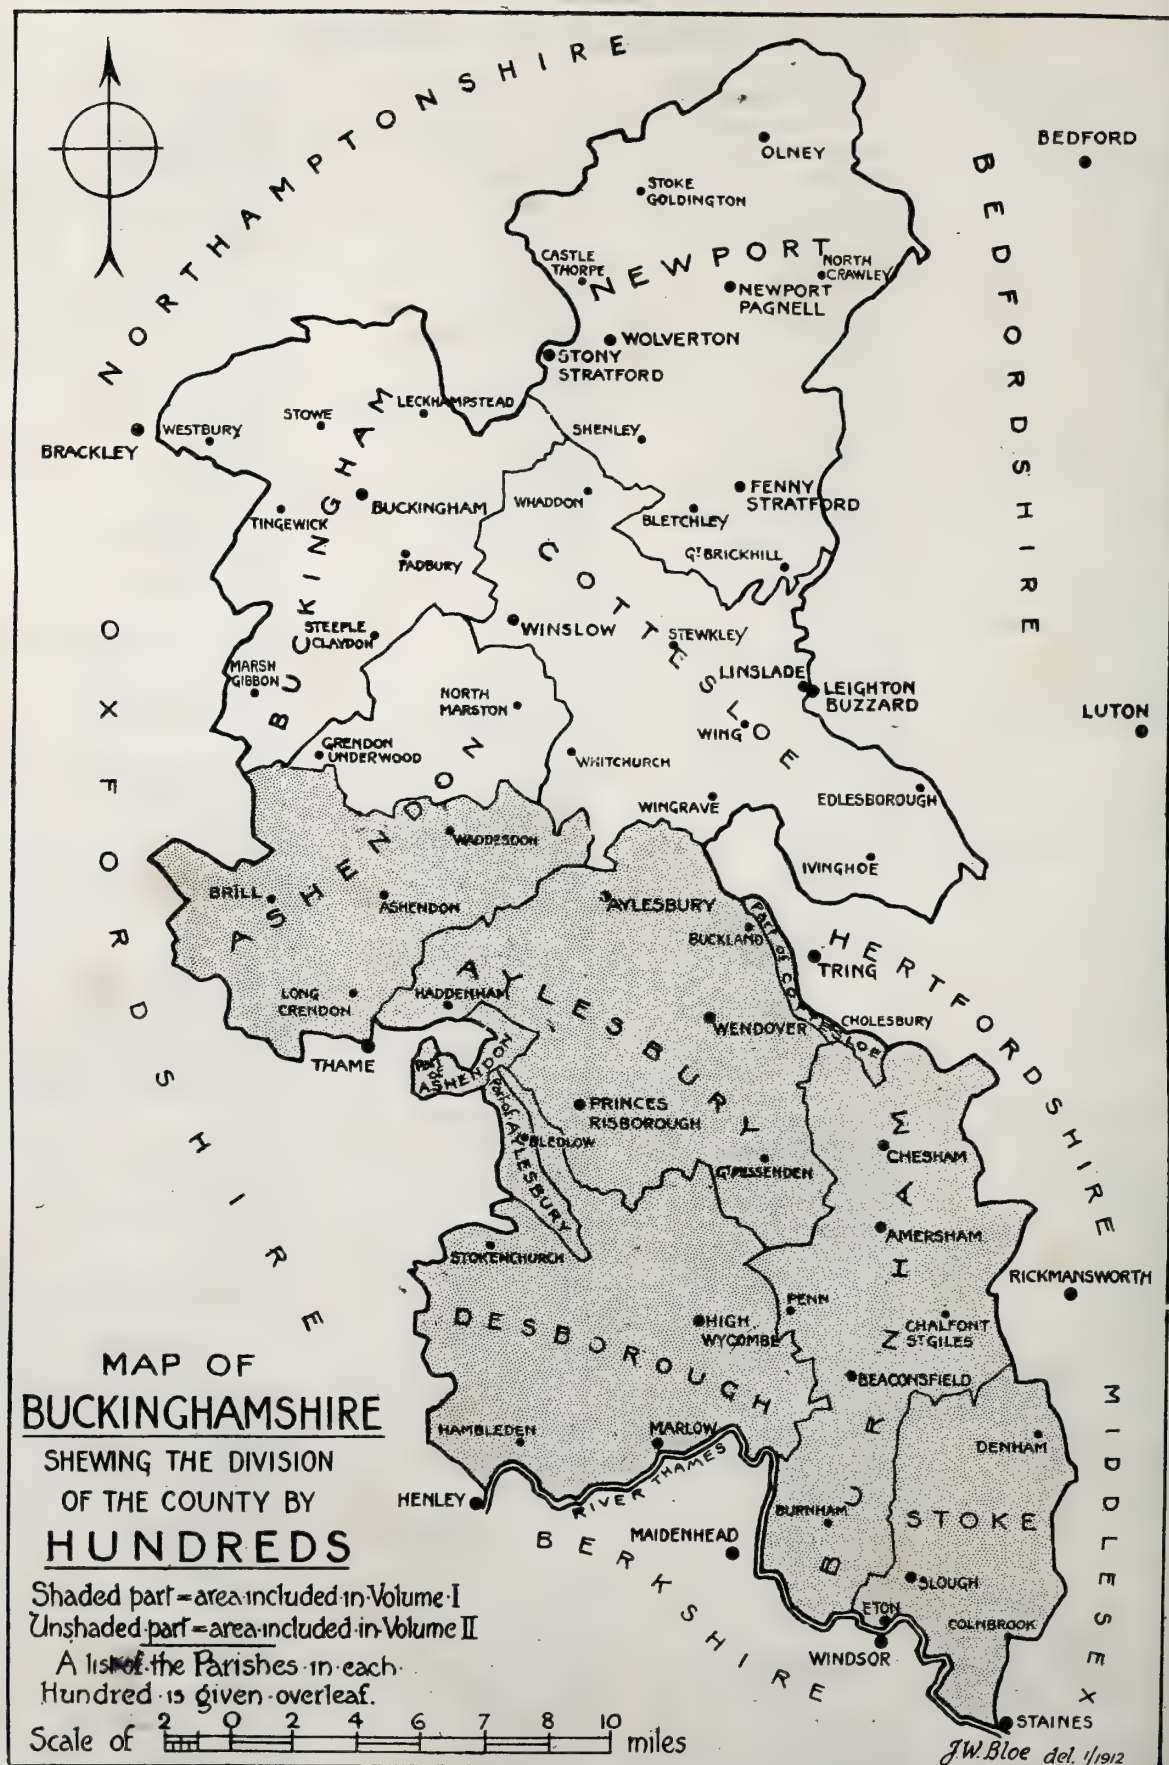 NORTHAMPTONSHIRE
BEDFORD
OLNEY
BEDFORDSHIRE
STOKE
GOLDINGTON
NEWPORT
CASTLE
THORPE
NORTH
CRAWLEY
NEWPORT
PAGNELL
WOLVERTON
STONY
STRATFORD
LECKHAMPSTEAD
STOWE
WESTBURY
BRACKLEY
SHENLEY
BUCKINGHAM
BUCKINGHAM
TINGEWICK
WHADDON
FENNY
STRATFORD
BLETCHLEY
GT BRICKHILL
PADBURY
COTTESLOE
OXFORDSHIRE
STEEPLE
CLAYDON
WINSLOW
STEWKLEY
MARSH
GIBBON
LINSLADE
LEIGHTON
BUZZARD
NORTH
MARSTON
LUTON
WING
GRENDON
UNDERWOOD
WHITCHURCH
WINGRAVE
EDLESBOROUGH
ASHENDON
WADDESDON
IVINGHOE
BRILL
ASHENDON
AYLESBURY
BUCKLAND
Part of COTTESLOE
HERTFORDSHIRE
TRING
AYLESBURY
LONG
CRENDON
HADDENHAM
WENDOVER
CHOLESBURY
THAME
Part of
ASHENDON
Part of AYLESBURY
PRINCES
RISBOROUGH
BLEDLOW
GT MISSENDEN
CHESHAM
AMERSHAM
STOKENCHURCH
RICKMANSWORTH
PENN
DESBOROUGH
HIGH
WYCOMBE
CHALFONT
ST GILES
BURNHAM
BEACONSFIELD
MIDDLESEX
HAMBLEDEN
MARLOW
DENHAM
HENLEY
RIVER THAMES
BERKSHIRE
MAIDENHEAD
BURNHAM
STOKE
SLOUGH
ETON
COLNBROOK
WINDSOR
STAINES
MAP OF
BUCKINGHAMSHIRE
SHEWING THE DIVISION
OF THE COUNTY BY
HUNDREDS
Shaded part = area included in Volume I
Unshaded part = area included in Volume II
A list of the Parishes in each
Hundred is given overleaf.
Scale of 2 0 2 4 6 7 8 10 miles
J.W. Bloe del. 1/1912